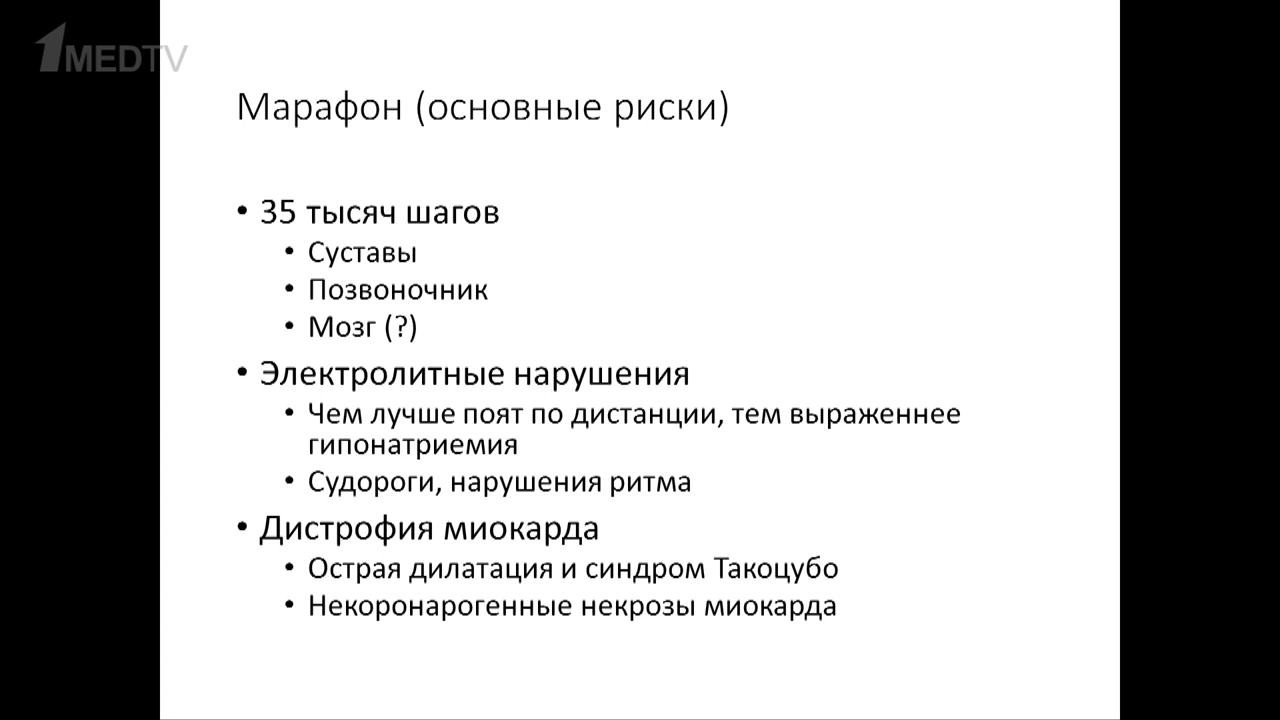 1MEDTV
Марафон (основные риски)
• 35 тысяч шагов
• Суставы
• Позвоночник
• Мозг (?)
• Электролитные нарушения
• Чем лучше поят по дистанции, тем выраженнее
гипонатриемия
• Судороги, нарушения ритма
• Дистрофия миокарда
• Острая дилатация и синдром Такоцубо
• Некоронарогенные некрозы миокарда